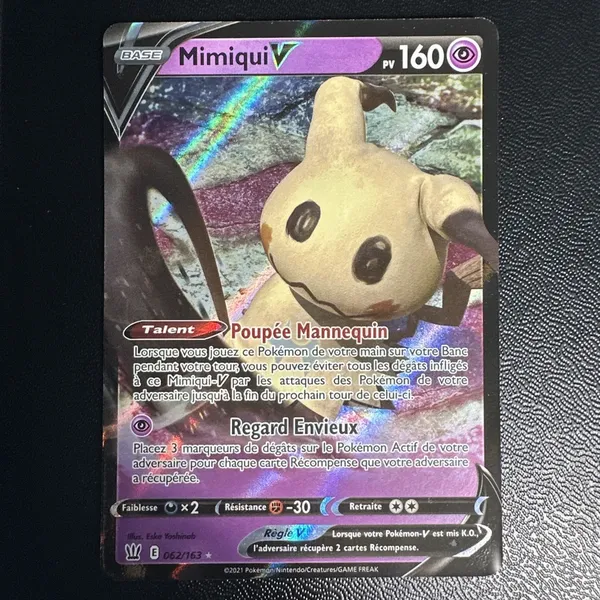 BASE
Mimiqui V
PV 160
Talent Poupée Mannequin
Lorsque vous jouez ce Pokémon de votre main sur votre Banc
pendant votre tour, vous pouvez éviter tous les dégâts infligés
à ce Mimiqui-V par les attaques des Pokémon de votre
adversaire jusqu'à la fin du prochain tour de celui-ci.
Regard Envieux
Placez 3 marqueurs de dégâts sur le Pokémon Actif de votre
adversaire pour chaque carte Récompense que votre adversaire
a récupérée.
Faiblesse ×2 Résistance -30 Retraite
Illus. Eske Yoshinob
Règle V Lorsque votre Pokémon-V est mis K.O.,
l'adversaire récupère 2 cartes Récompense.
E 062/163
©2021 Pokémon/Nintendo/Creatures/GAME FREAK